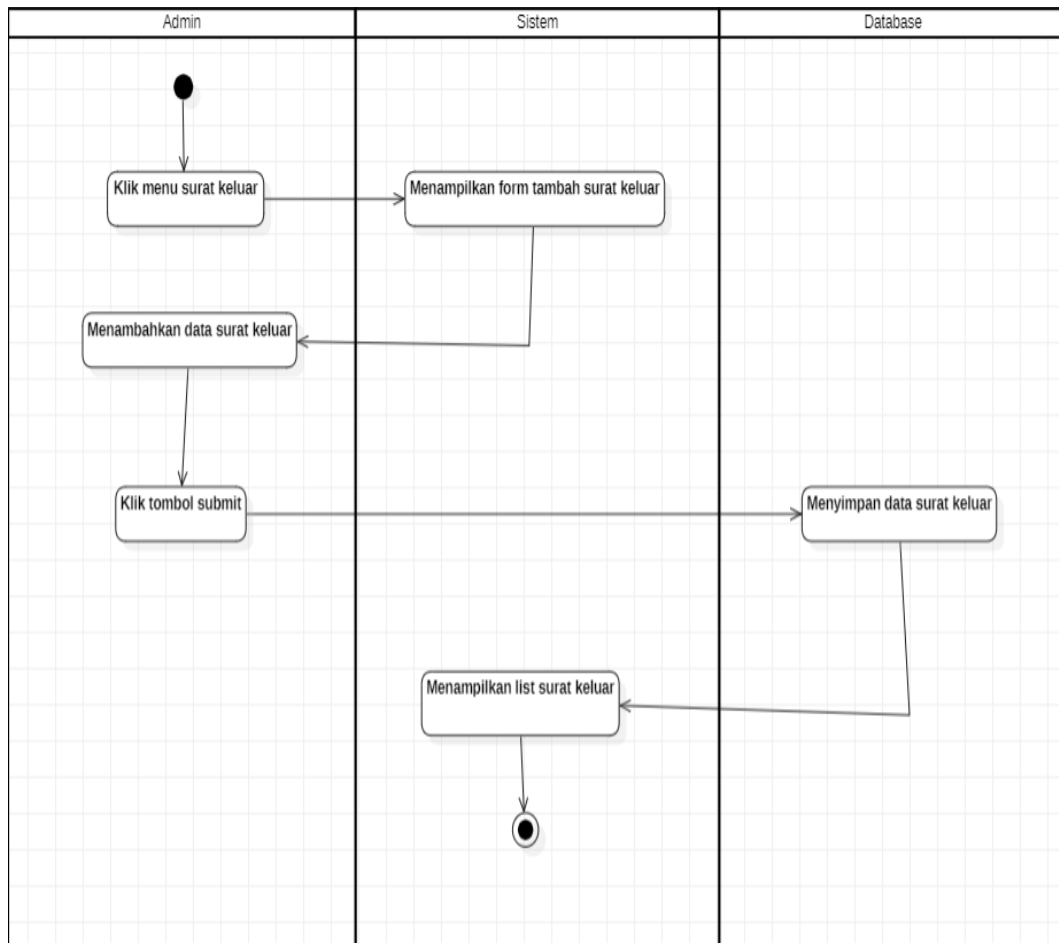 Admin
Sistem
Database
Klik menu surat keluar
Menampilkan form tambah surat keluar
Menambahkan data surat keluar
Klik tombol submit
Menyimpan data surat keluar
Menampilkan list surat keluar